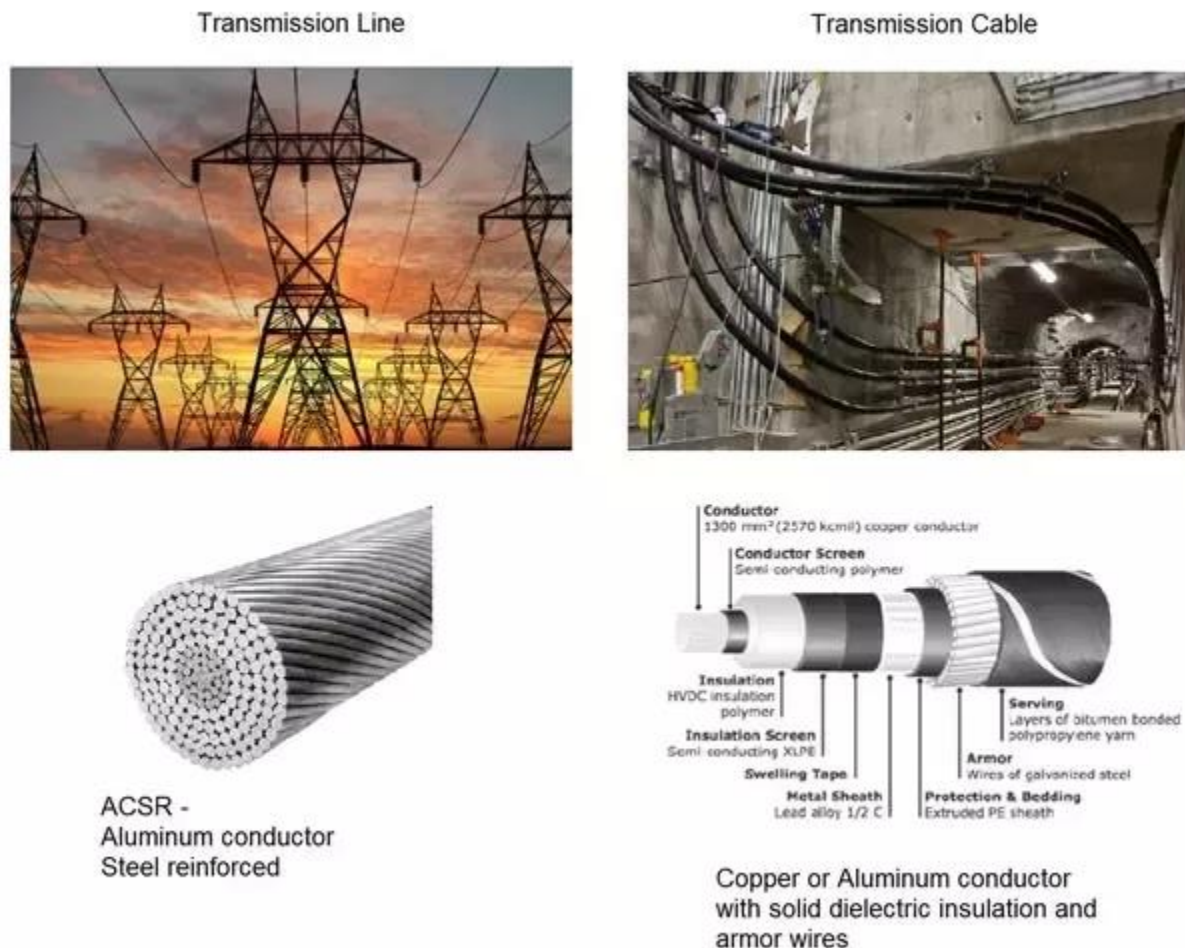 Transmission Line
Transmission Cable
ACSR -
Aluminum conductor
Steel reinforced
Conductor
1300 mm² (2570 kcmil) copper conductor
Conductor Screen
Semi-conducting polymer
Insulation
HVDC insulation
polymer
Insulation Screen
Semi-conducting XLPE
Swelling Tape
Metal Sheath
Lead alloy 1/2 C
Protection & Bedding
Extruded PE sheath
Armor
Wires of galvanized steel
Serving
Layers of bitumen bonded
polypropylene yarn
Copper or Aluminum conductor
with solid dielectric insulation and
armor wires